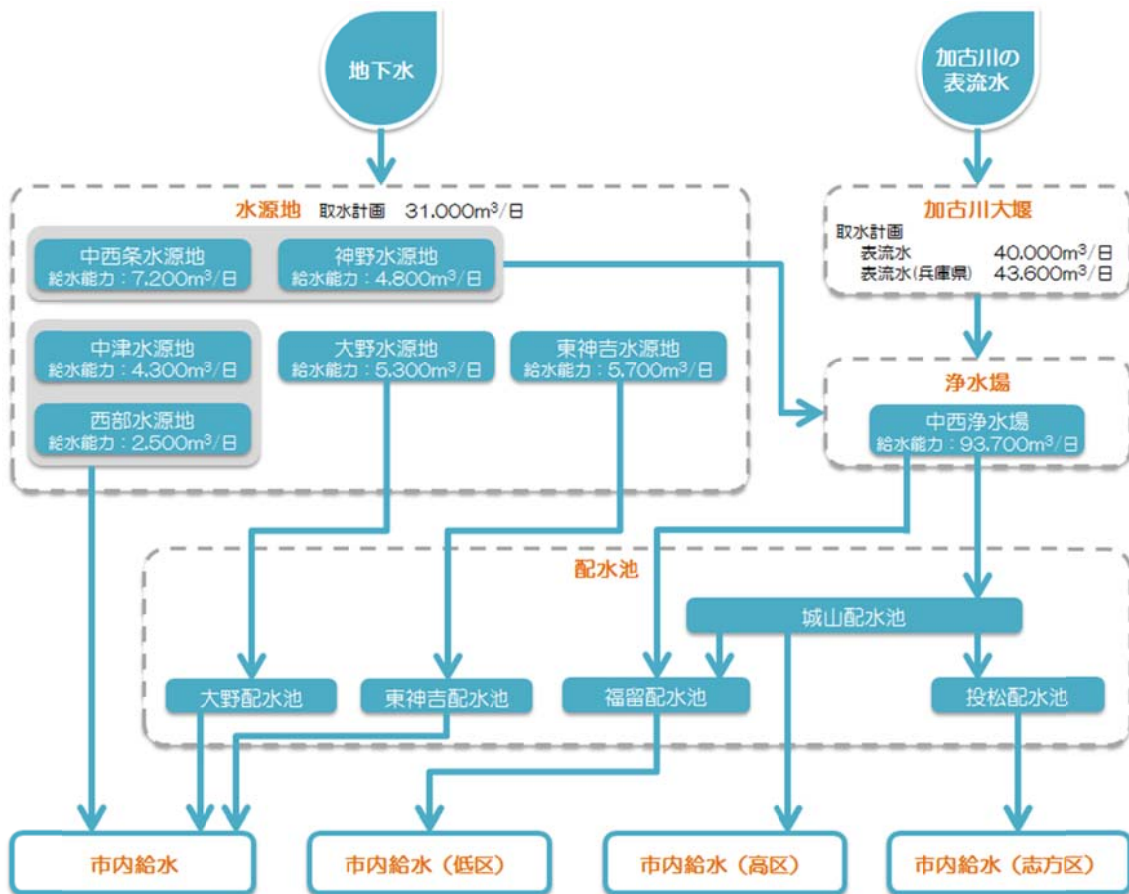 地下水
加古川の
表流水
水源地 取水計画 31.000m³/日
中西条水源地
給水能力：7.200m³/日
神野水源地
給水能力：4.800m³/日
中津水源地
給水能力：4.300m³/日
大野水源地
給水能力：5.300m³/日
東神吉水源地
給水能力：5.700m³/日
西部水源地
給水能力：2.500m³/日
加古川大堰
取水計画
表流水 40.000m³/日
表流水(兵庫県) 43.600m³/日
浄水場
中西浄水場
給水能力：93.700m³/日
配水池
城山配水池
大野配水池
東神吉配水池
福留配水池
投松配水池
市内給水
市内給水（低区）
市内給水（高区）
市内給水（志方区）